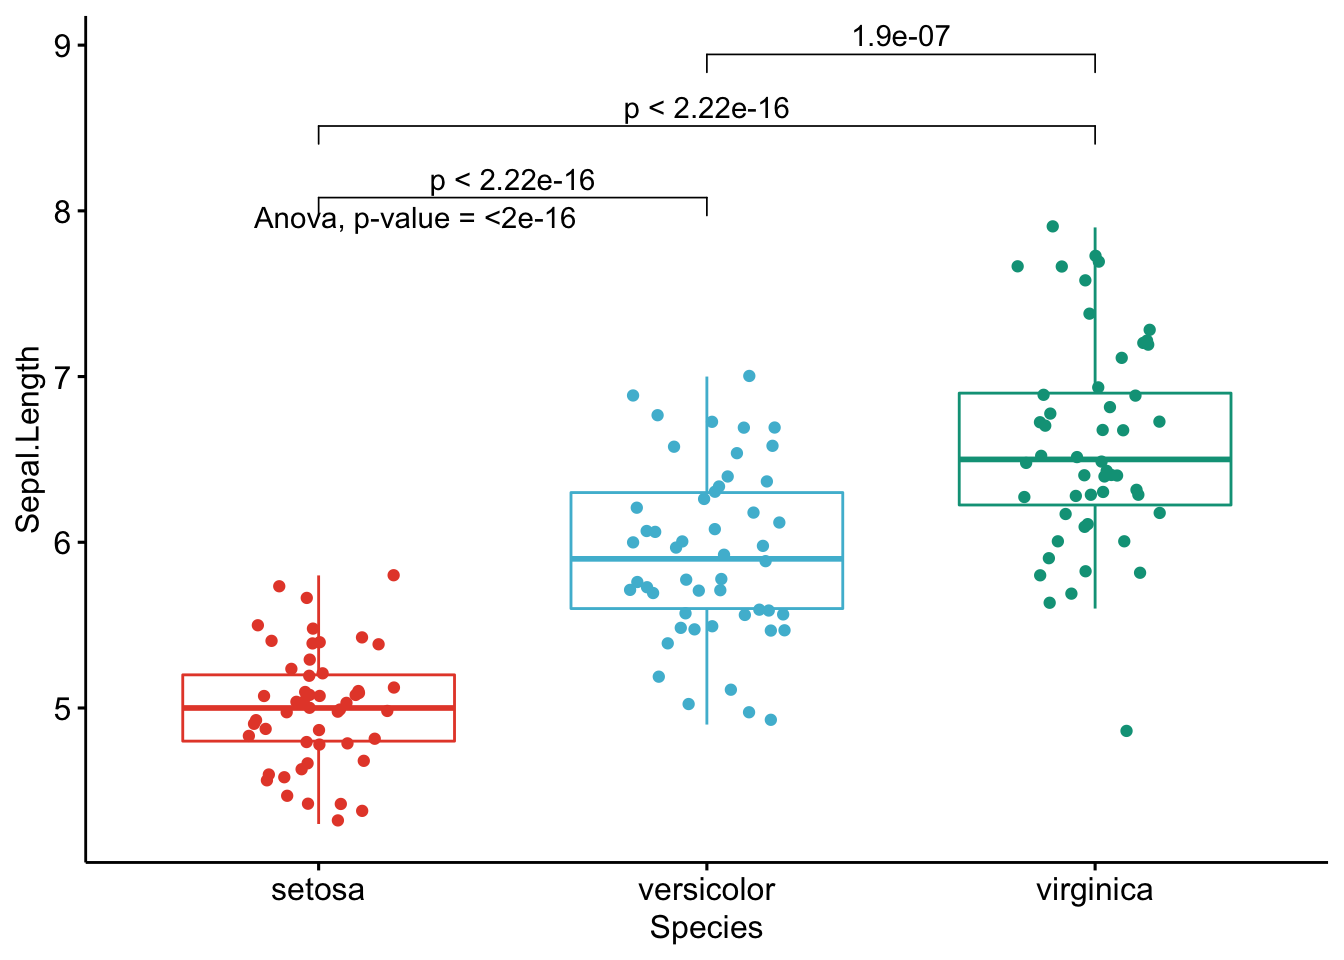 9
1.9e-07
p < 2.22e-16
p < 2.22e-16
8
Anova, p-value = <2e-16
7
Sepal.Length
6
5
setosa versicolor virginica
Species